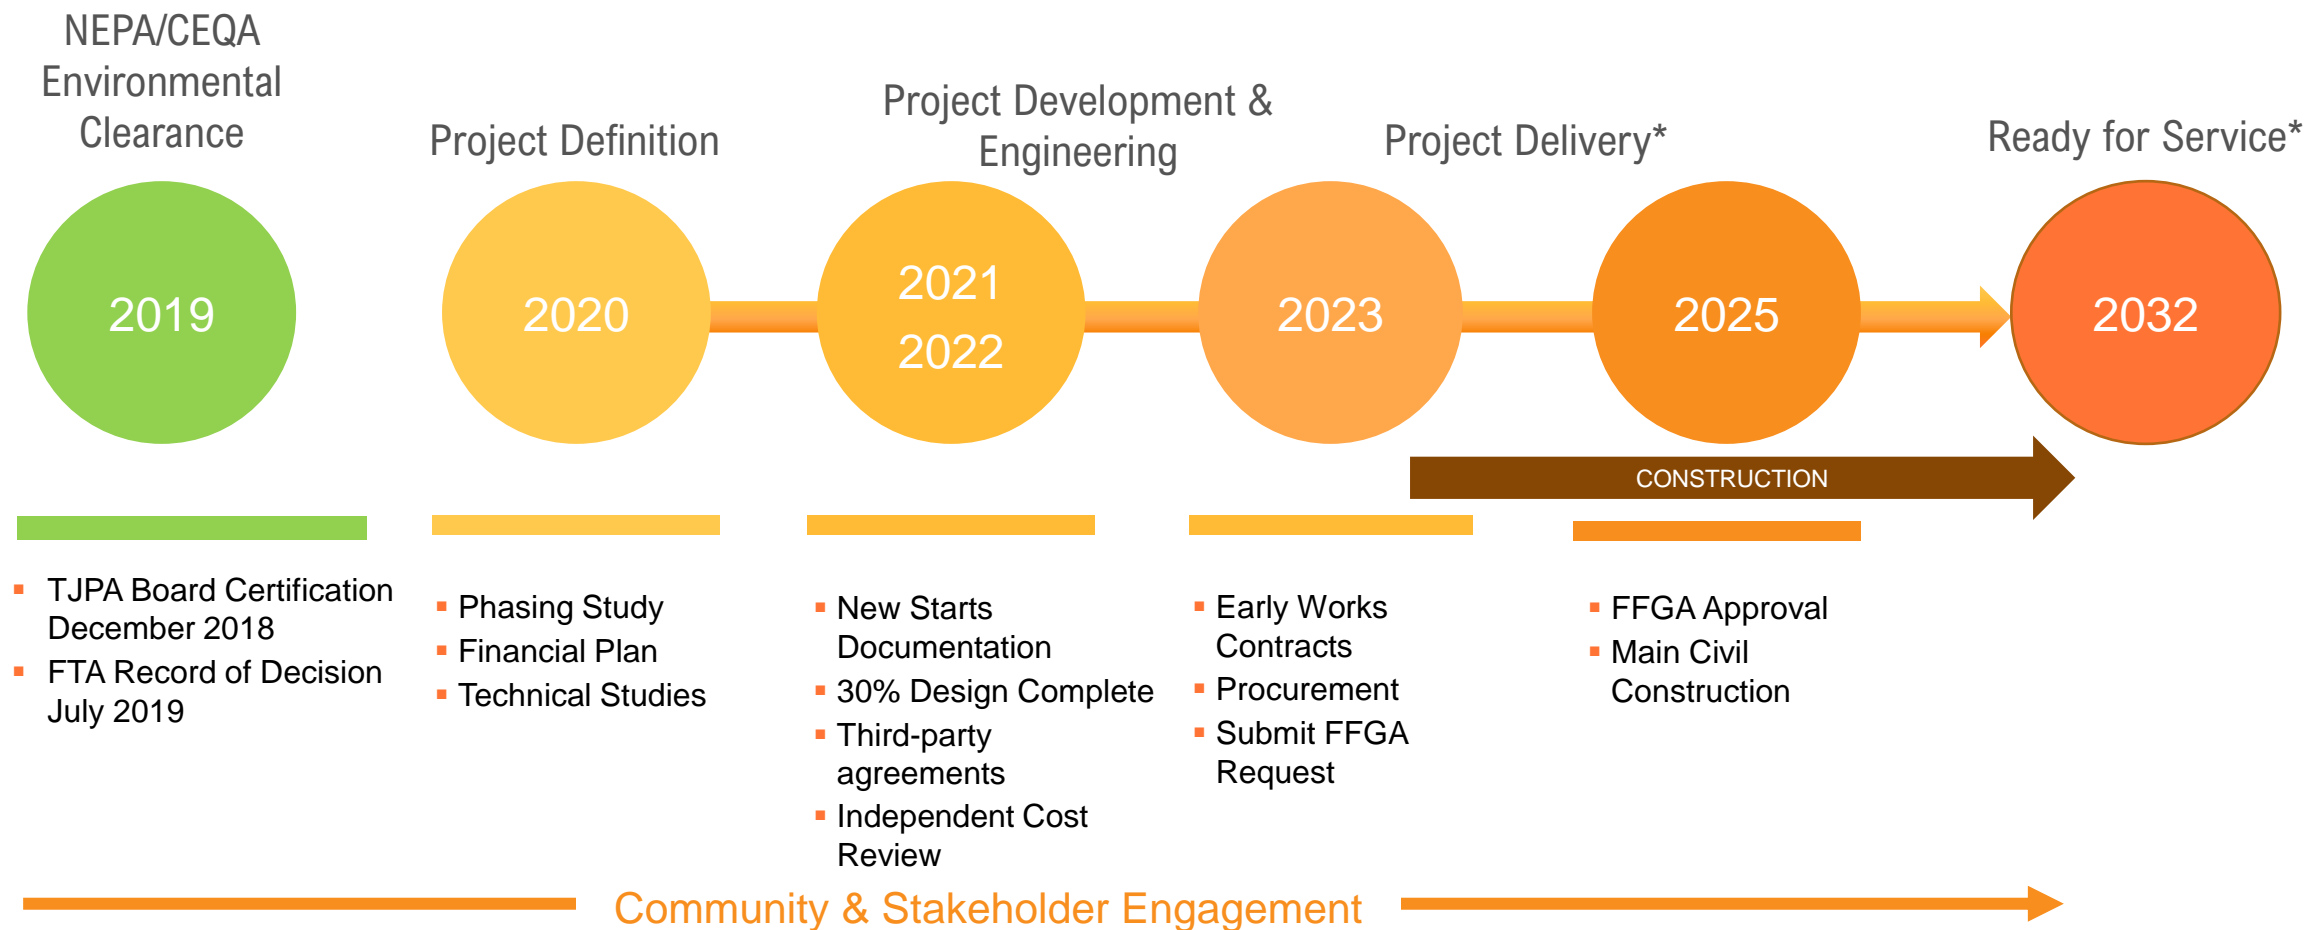 NEPA/CEQA
Environmental
Clearance
Project Definition
Project Development &
Engineering
Project Delivery*
Ready for Service*
2019
2020
2021
2022
2023
2025
2032
CONSTRUCTION
▪ TJPA Board Certification
December 2018
▪ FTA Record of Decision
July 2019
▪ Phasing Study
▪ Financial Plan
▪ Technical Studies
▪ New Starts
Documentation
▪ 30% Design Complete
▪ Third-party
agreements
▪ Independent Cost
Review
▪ Early Works
Contracts
▪ Procurement
▪ Submit FFGA
Request
▪ FFGA Approval
▪ Main Civil
Construction
Community & Stakeholder Engagement